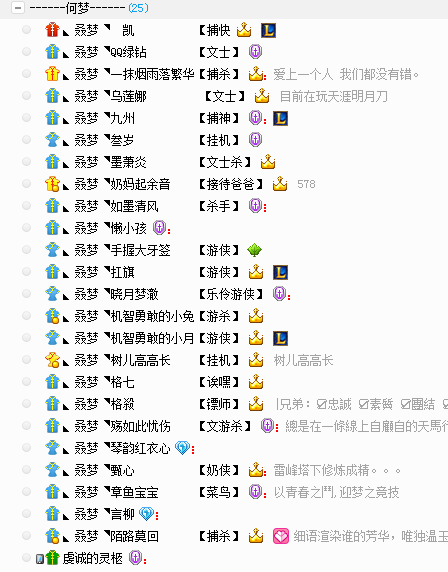 ------何梦------(25)
叒梦◥ 凯 【捕快】
叒梦◥QQ绿钻 【文士】
叒梦◥一抹烟雨落繁华【捕杀】 爱上一个人 我们都没有错。
叒梦◥乌莲娜 【文士】 目前在玩天涯明月刀
叒梦◥九州 【捕神】
叒梦◥叁岁 【挂机】
叒梦◥墨萧炎 【文士杀】
叒梦◥奶妈起余音 【接待爸爸】 578
叒梦◥如墨清风 【杀手】
叒梦◥懒小孩
叒梦◥手握大牙签 【游侠】
叒梦◥扛旗 【游侠】
叒梦◥晓月梦澈 【乐伶游侠】
叒梦◥机智勇敢的小兔【游杀】
叒梦◥机智勇敢的小月【游侠】
叒梦◥树儿高高长 【挂机】 树儿高高长
叒梦◥格七 【诶嘿】
叒梦◥格殺 【镖师】 |兄弟:〼忠誠 〼素質 〼團結
叒梦◥殇如此忧伤 【文游杀】 總是在一條線上自顧自的天馬行
叒梦◥琴韵红衣心
叒梦◥甄心 【奶侠】 雷峰塔下修炼成精。。。
叒梦◥章鱼宝宝 【菜鸟】 以青春之鬥,迎梦之竞技
叒梦◥言柳
叒梦◥陌路莫回 【捕杀】 细语渲染谁的芳华，唯独温玉
虔诚的灵柩